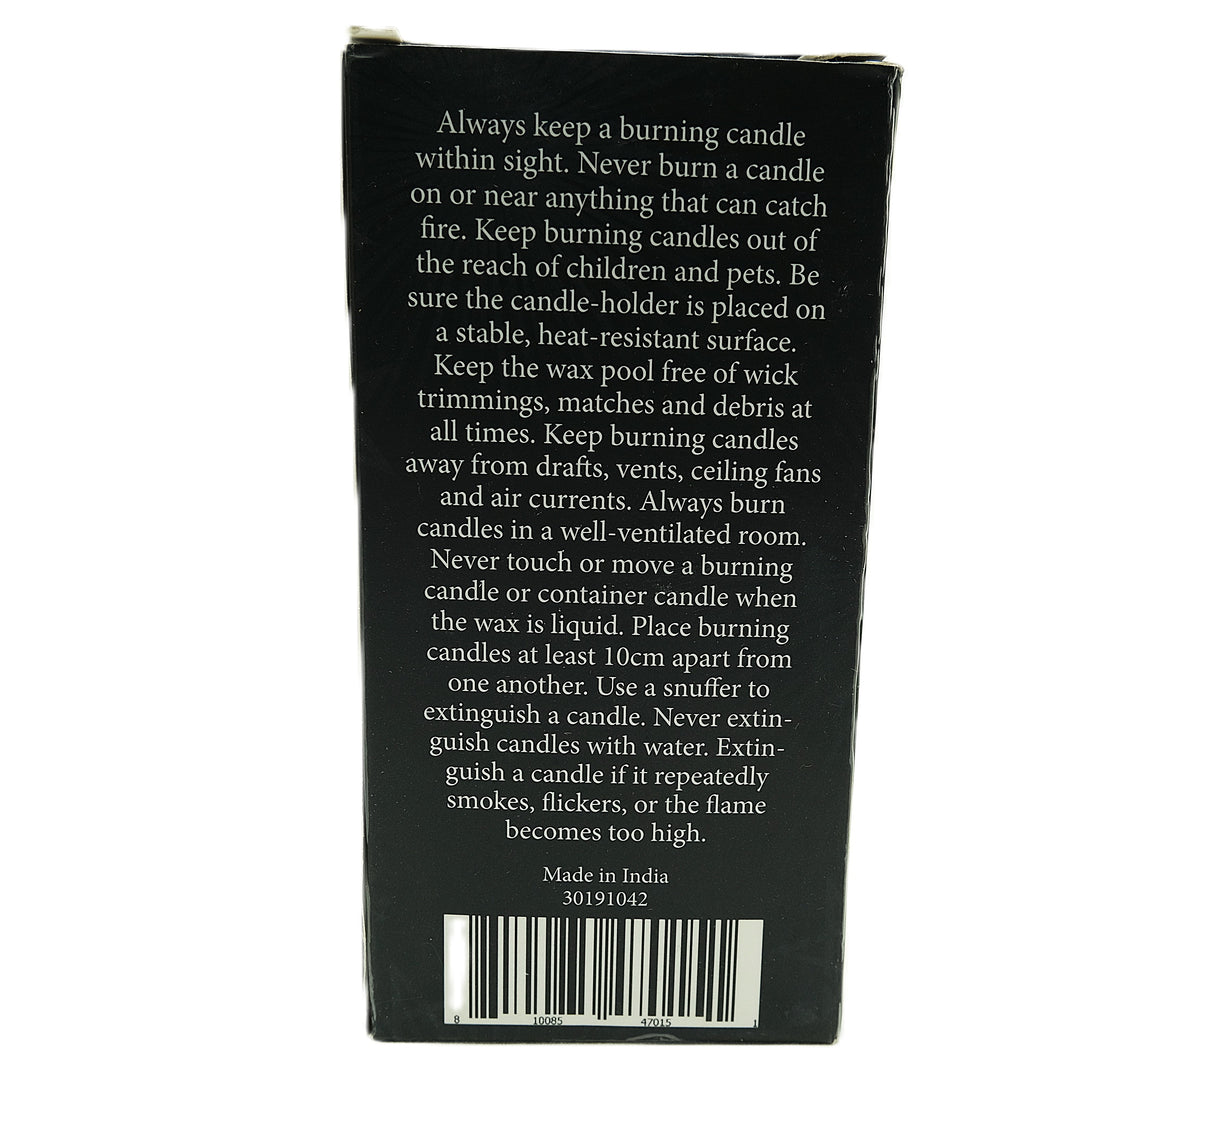 Always keep a burning candle
within sight. Never burn a candle
on or near anything that can catch
fire. Keep burning candles out of
the reach of children and pets. Be
sure the candle-holder is placed on
a stable, heat-resistant surface.
Keep the wax pool free of wick
trimmings, matches and debris at
all times. Keep burning candles
away from drafts, vents, ceiling fans
and air currents. Always burn
candles in a well-ventilated room.
Never touch or move a burning
candle or container candle when
the wax is liquid. Place burning
candles at least 10cm apart from
one another. Use a snuffer to
extinguish a candle. Never extin-
guish candles with water. Extin-
guish a candle if it repeatedly
smokes, flickers, or the flame
becomes too high.
Made in India
30191042
8 10085 47015 1